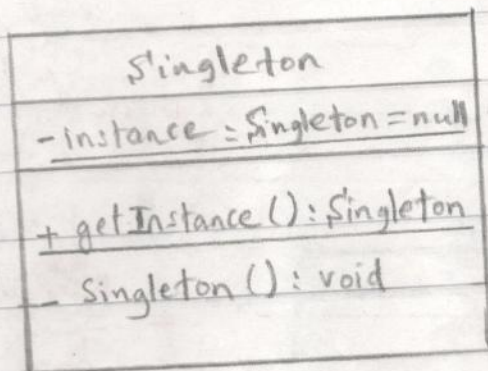 Singleton
- instance : Singleton = null
+ getInstance () : Singleton
- Singleton () : void